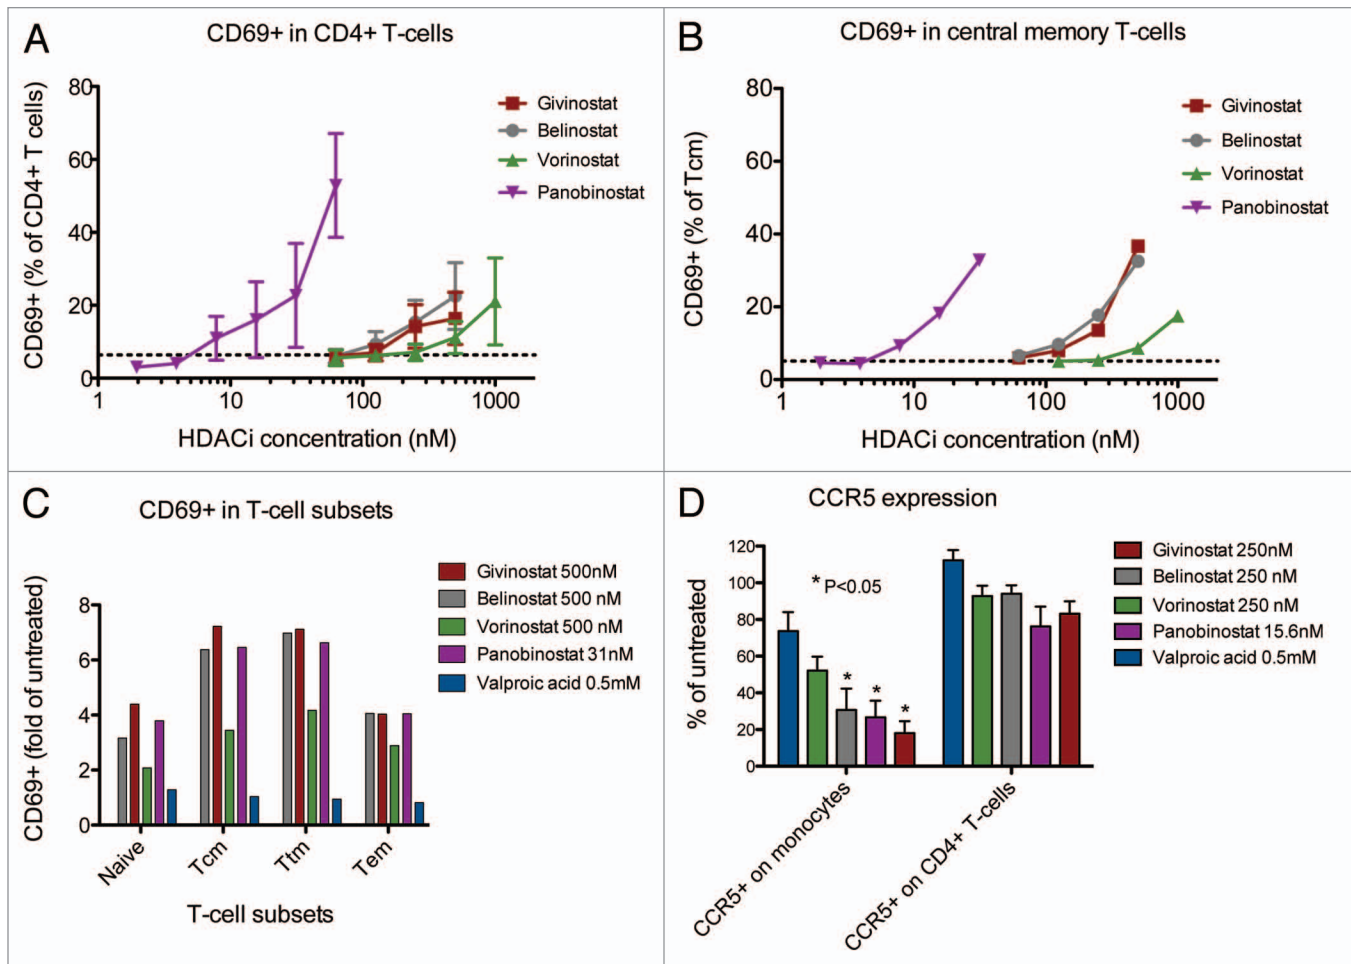 A
CD69+ in CD4+ T-cells
CD69+ (% of CD4+ T cells)
80
60
40
20
0
1
10
100
1000
HDACi concentration (nM)
Givinostat
Belinostat
Vorinostat
Panobinostat
B
CD69+ in central memory T-cells
CD69+ (% of Tcm)
80
60
40
20
0
1
10
100
1000
HDACi concentration (nM)
Givinostat
Belinostat
Vorinostat
Panobinostat
C
CD69+ in T-cell subsets
CD69+ (fold of untreated)
8
6
4
2
0
Naive
Tcm
Ttm
Tem
T-cell subsets
Givinostat 500nM
Belinostat 500 nM
Vorinostat 500 nM
Panobinostat 31nM
Valproic acid 0.5mM
D
CCR5 expression
% of untreated
120
100
80
60
40
20
0
* P<0.05
*
*
*
CCR5+ on monocytes
CCR5+ on CD4+ T-cells
Givinostat 250nM
Belinostat 250 nM
Vorinostat 250 nM
Panobinostat 15.6nM
Valproic acid 0.5mM